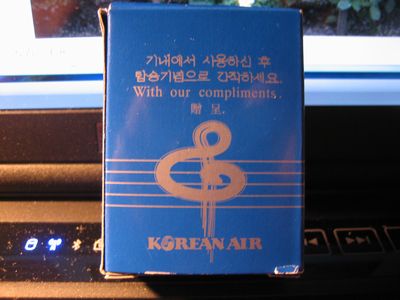 기내에서 사용하신 후
탑승기념으로 간직하세요.
With our compliments.
贈 呈.
KOREAN AIR